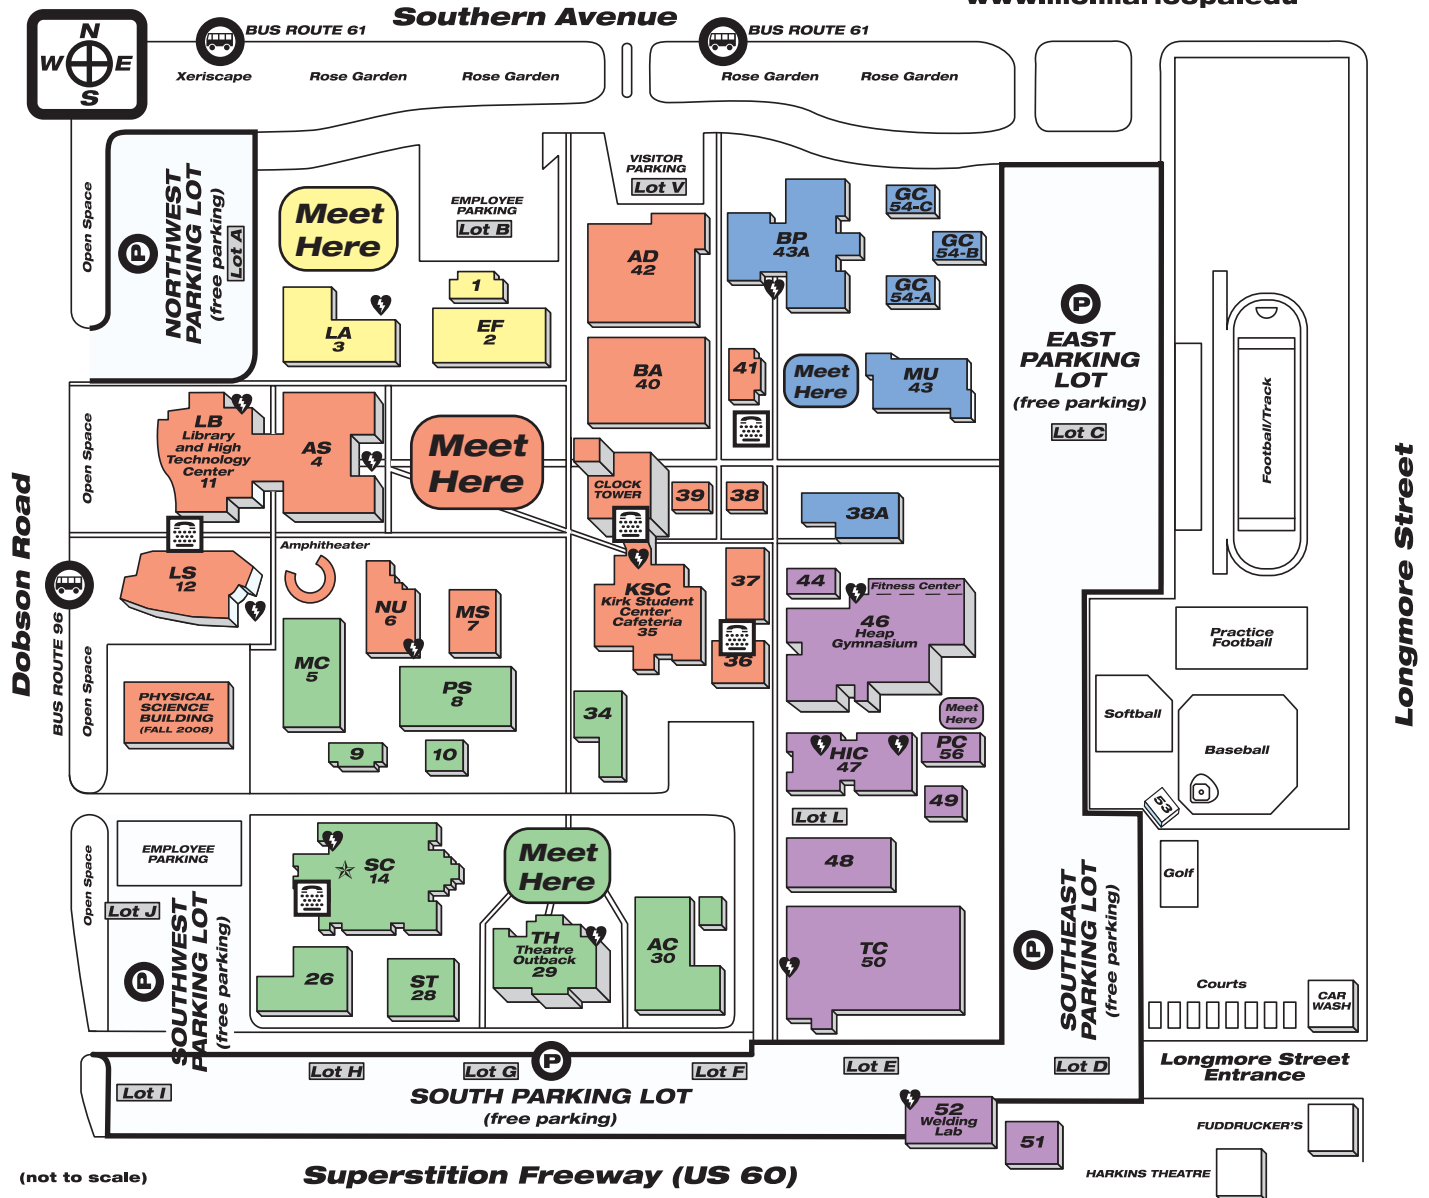 Southern Avenue
N
W E
S
BUS ROUTE 61
BUS ROUTE 61
Xeriscape
Rose Garden
Rose Garden
Rose Garden
Rose Garden
Open Space
NORTHWEST
PARKING LOT
(free parking)
Lot A
P
Meet
Here
EMPLOYEE
PARKING
Lot B
VISITOR
PARKING
Lot V
1
LA
3
EF
2
AD
42
BA
40
BP
43A
GC
54-C
GC
54-B
GC
54-A
41
Meet
Here
MU
43
P
EAST
PARKING
LOT
(free parking)
Lot C
Football/Track
Longmore Street
Open Space
LB
Library
and High
Technology
Center
11
AS
4
Meet
Here
CLOCK
TOWER
39
38
38A
Dobson Road
BUS ROUTE 96
LS
12
Amphitheater
NU
6
MS
7
KSC
Kirk Student
Center
Cafeteria
35
37
36
44
Fitness Center
46
Heap
Gymnasium
Practice
Football
Open Space
PHYSICAL
SCIENCE
BUILDING
(FALL 2008)
MC
5
PS
8
9
10
34
Meet
Here
HIC
47
PC
56
49
Lot L
48
Softball
Baseball
53
Golf
Open Space
EMPLOYEE
PARKING
Lot J
SOUTHWEST
PARKING LOT
(free parking)
P
SC
14
Meet
Here
TH
Theatre
Outback
29
AC
30
26
ST
28
TC
50
P
SOUTHEAST
PARKING LOT
(free parking)
Courts
CAR
WASH
Lot I
Lot H
Lot G
P
Lot F
Lot E
Lot D
SOUTH PARKING LOT
(free parking)
Longmore Street
Entrance
52
Welding
Lab
51
FUDDRUCKER'S
HARKINS THEATRE
(not to scale)
Superstition Freeway (US 60)